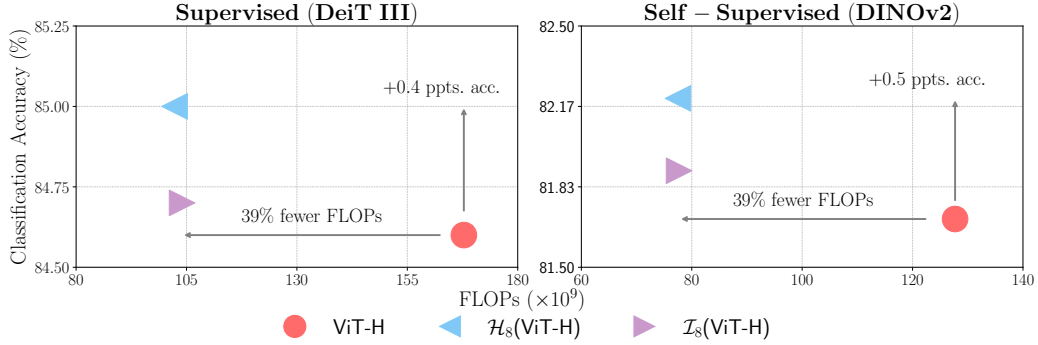 Supervised (DeiT III)
Self − Supervised (DINOv2)
Classification Accuracy (%)
85.25
85.00
84.75
84.50
+0.4 ppts. acc.
39% fewer FLOPs
80 105 130 155 180
82.50
82.17
81.83
81.50
+0.5 ppts. acc.
39% fewer FLOPs
60 80 100 120 140
FLOPs (×10⁹)
ViT-H ℋ₈(ViT-H) ℐ₈(ViT-H)